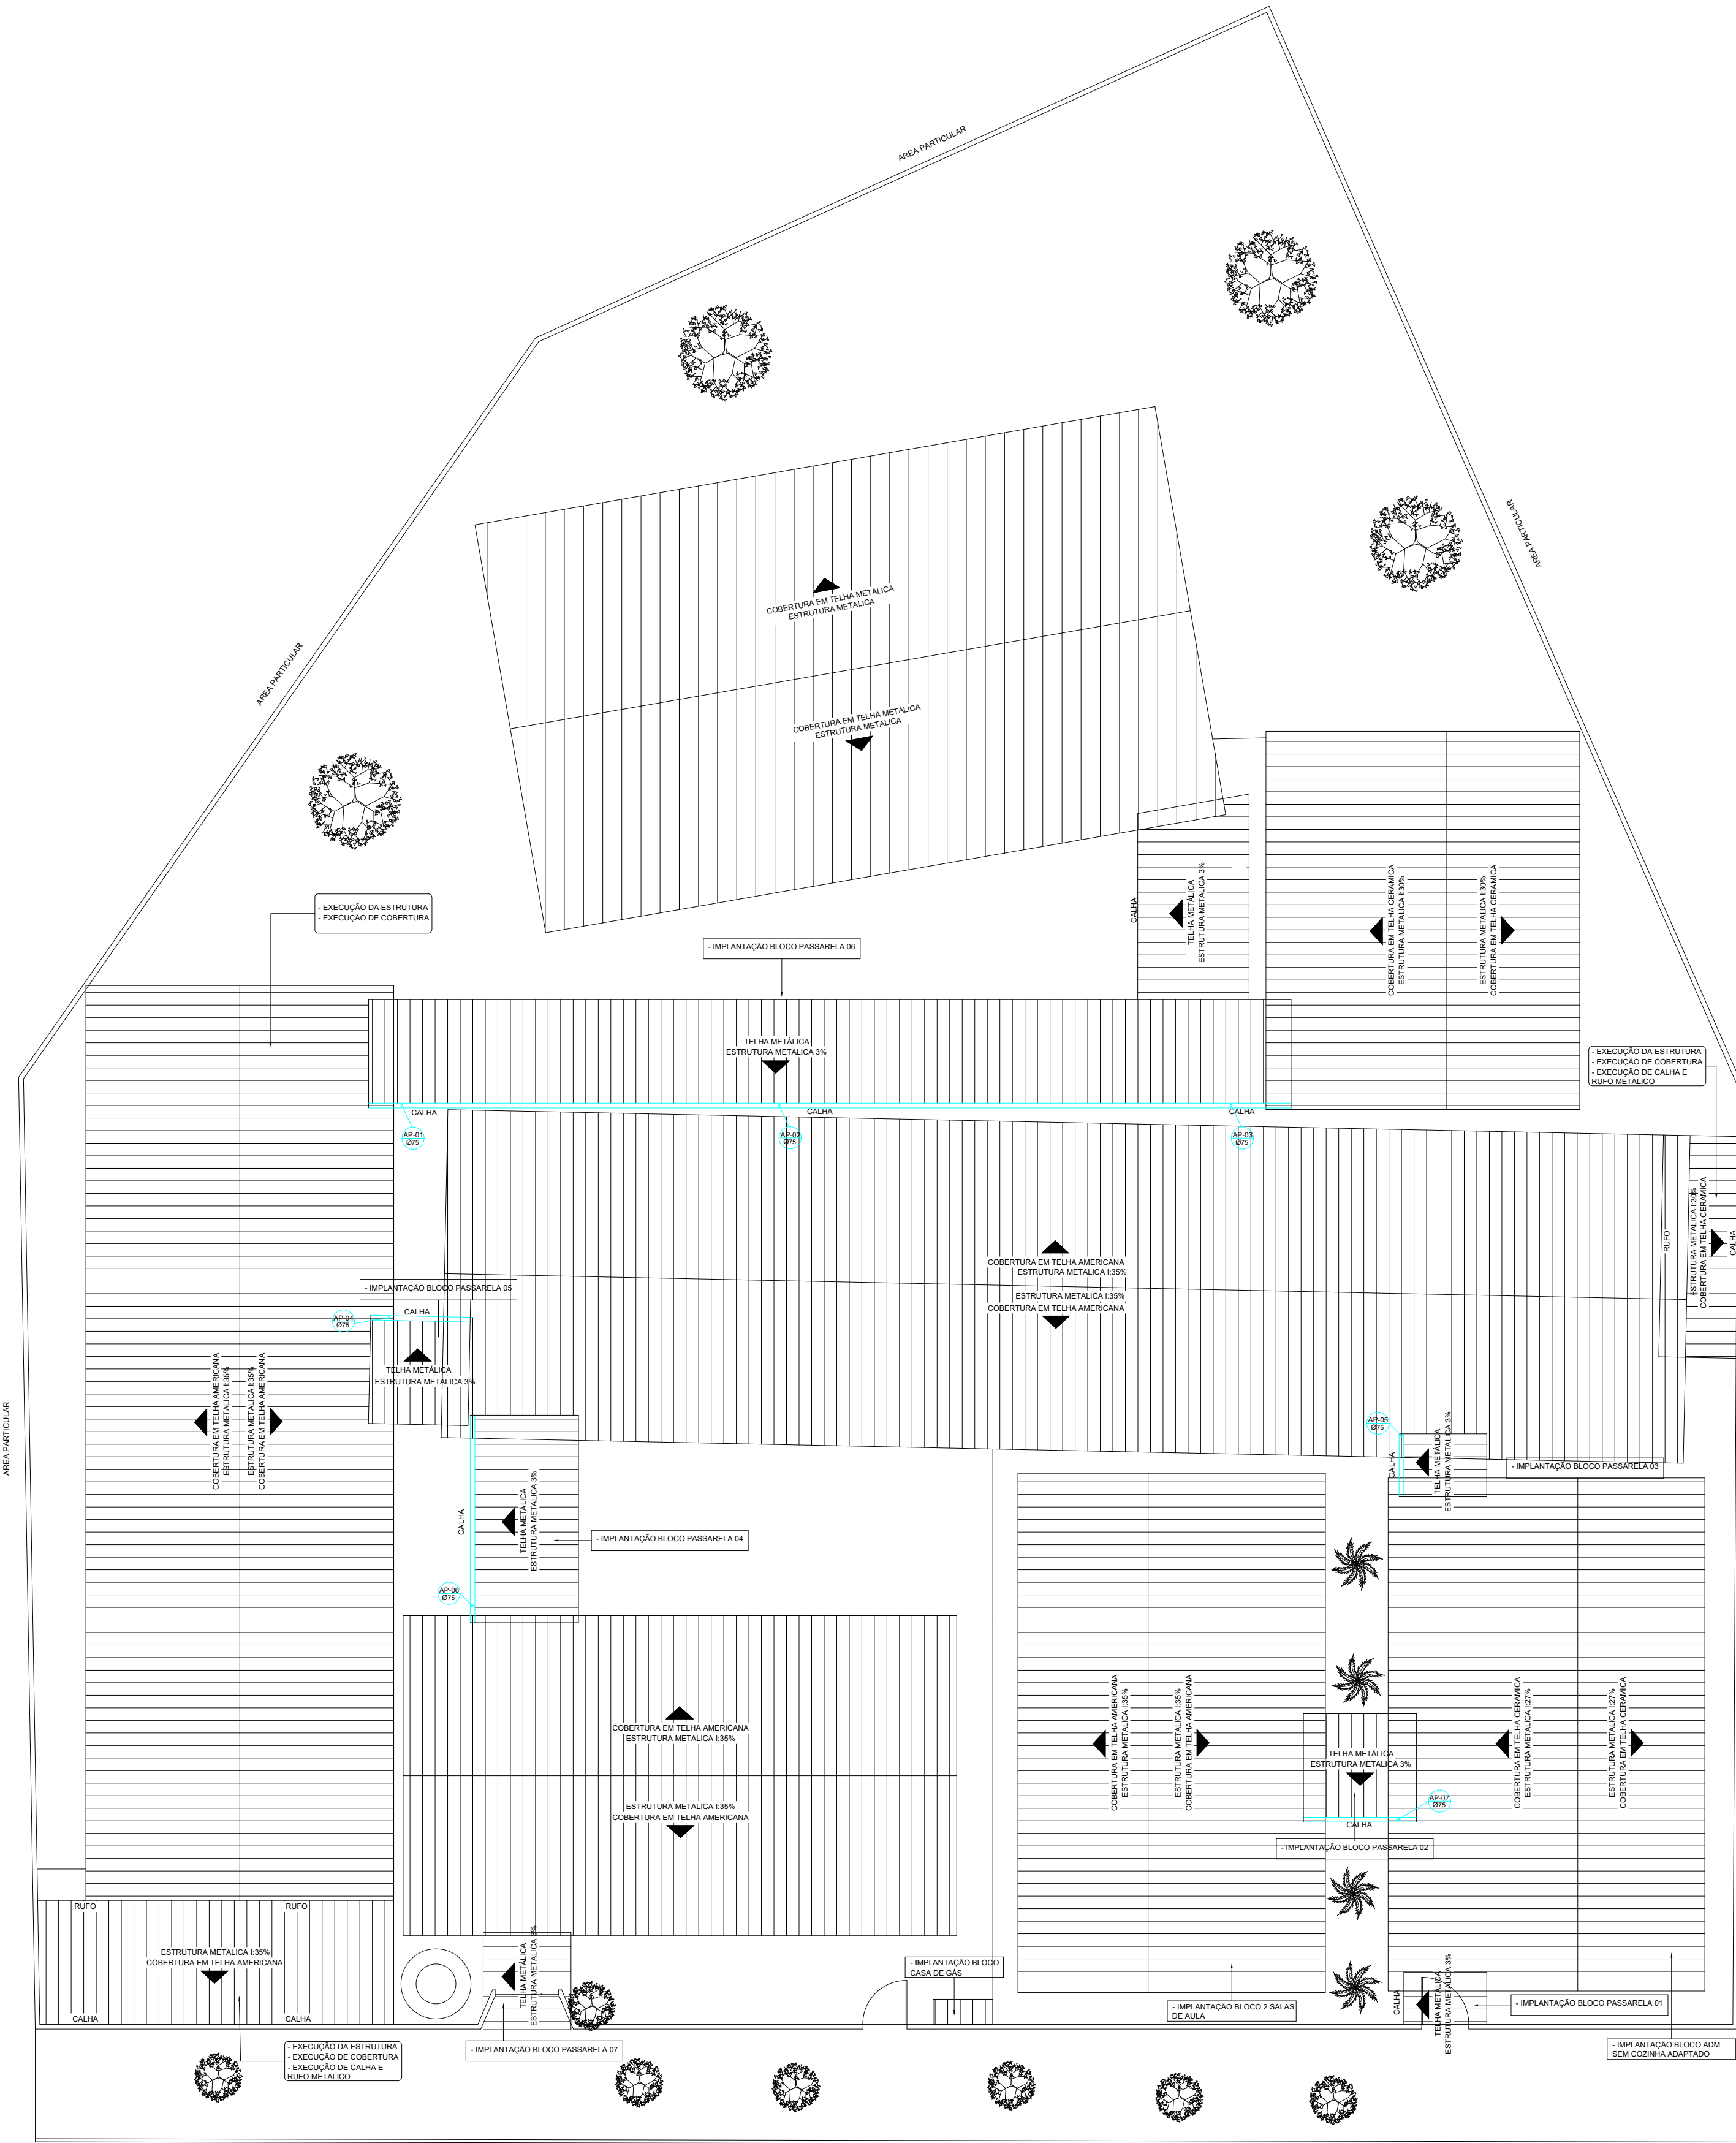 AREA PARTICULAR
AREA PARTICULAR
AREA PARTICULAR
AREA PARTICULAR
COBERTURA EM TELHA METALICA
ESTRUTURA METALICA
COBERTURA EM TELHA METALICA
ESTRUTURA METALICA
- EXECUÇÃO DA ESTRUTURA
- EXECUÇÃO DE COBERTURA
- IMPLANTAÇÃO BLOCO PASSARELA 06
CALHA
TELHA METÁLICA
ESTRUTURA METALICA 3%
COBERTURA EM TELHA CERAMICA
ESTRUTURA METALICA I:30%
ESTRUTURA METALICA I:30%
COBERTURA EM TELHA CERAMICA
TELHA METÁLICA
ESTRUTURA METALICA 3%
- EXECUÇÃO DA ESTRUTURA
- EXECUÇÃO DE COBERTURA
- EXECUÇÃO DE CALHA E
RUFO METALICO
CALHA
CALHA
CALHA
AP-01
Ø75
AP-02
Ø75
AP-03
Ø75
RUFO
ESTRUTURA METALICA I:30%
COBERTURA EM TELHA CERAMICA
CALHA
COBERTURA EM TELHA AMERICANA
ESTRUTURA METALICA I:35%
ESTRUTURA METALICA I:35%
COBERTURA EM TELHA AMERICANA
- IMPLANTAÇÃO BLOCO PASSARELA 05
CALHA
AP-04
Ø75
TELHA METÁLICA
ESTRUTURA METALICA 3%
COBERTURA EM TELHA AMERICANA
ESTRUTURA METALICA I:35%
ESTRUTURA METALICA I:35%
COBERTURA EM TELHA AMERICANA
AP-05
Ø75
CALHA
TELHA METÁLICA
ESTRUTURA METALICA 3%
- IMPLANTAÇÃO BLOCO PASSARELA 03
CALHA
TELHA METÁLICA
ESTRUTURA METALICA 3%
- IMPLANTAÇÃO BLOCO PASSARELA 04
AP-06
Ø75
COBERTURA EM TELHA AMERICANA
ESTRUTURA METALICA I:35%
ESTRUTURA METALICA I:35%
COBERTURA EM TELHA AMERICANA
COBERTURA EM TELHA AMERICANA
ESTRUTURA METALICA I:35%
ESTRUTURA METALICA I:35%
COBERTURA EM TELHA AMERICANA
TELHA METÁLICA
ESTRUTURA METALICA 3%
AP-07
Ø75
CALHA
- IMPLANTAÇÃO BLOCO PASSARELA 02
COBERTURA EM TELHA CERAMICA
ESTRUTURA METALICA I:27%
ESTRUTURA METALICA I:27%
COBERTURA EM TELHA CERAMICA
RUFO
RUFO
ESTRUTURA METALICA I:35%
COBERTURA EM TELHA AMERICANA
CALHA
CALHA
TELHA METÁLICA
ESTRUTURA METALICA 3%
- IMPLANTAÇÃO BLOCO
CASA DE GÁS
- IMPLANTAÇÃO BLOCO 2 SALAS
DE AULA
CALHA
TELHA METÁLICA
ESTRUTURA METALICA 3%
- IMPLANTAÇÃO BLOCO PASSARELA 01
- EXECUÇÃO DA ESTRUTURA
- EXECUÇÃO DE COBERTURA
- EXECUÇÃO DE CALHA E
RUFO METALICO
- IMPLANTAÇÃO BLOCO PASSARELA 07
- IMPLANTAÇÃO BLOCO ADM
SEM COZINHA ADAPTADO